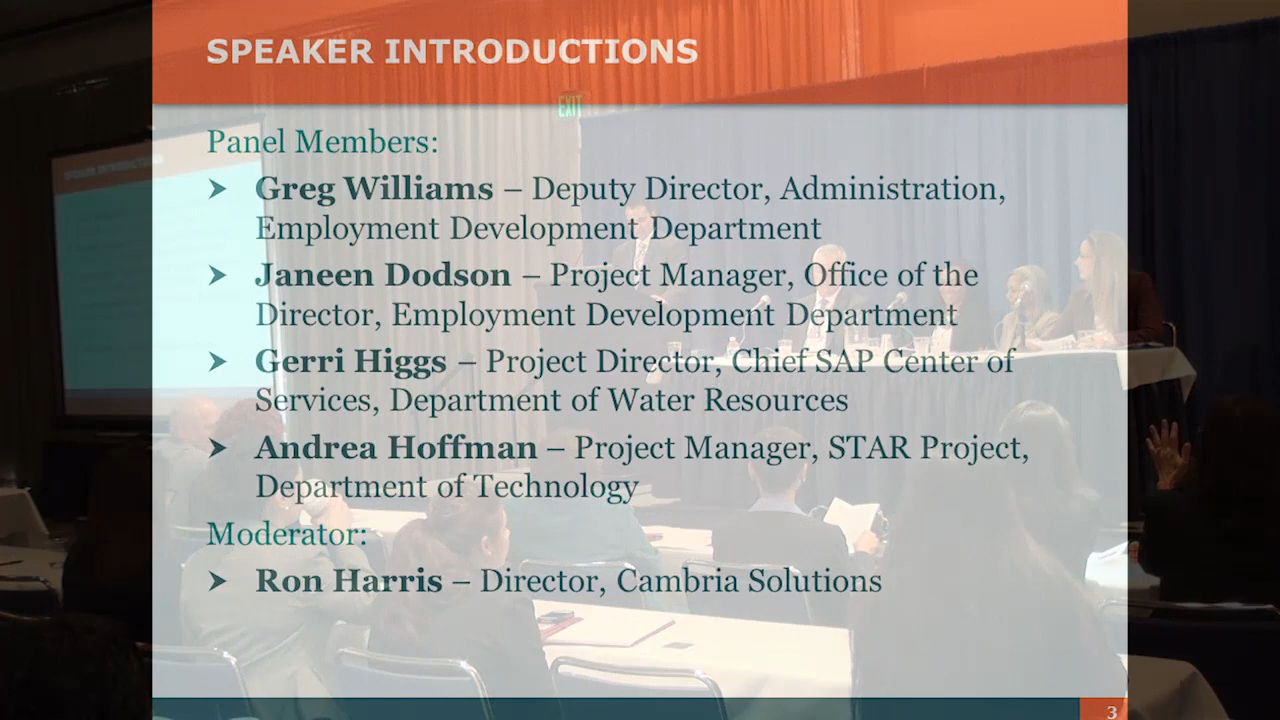 SPEAKER INTRODUCTIONS
EXIT
Panel Members:
➤ Greg Williams – Deputy Director, Administration,
Employment Development Department
➤ Janeen Dodson – Project Manager, Office of the
Director, Employment Development Department
➤ Gerri Higgs – Project Director, Chief SAP Center of
Services, Department of Water Resources
➤ Andrea Hoffman – Project Manager, STAR Project,
Department of Technology
Moderator:
➤ Ron Harris – Director, Cambria Solutions
3